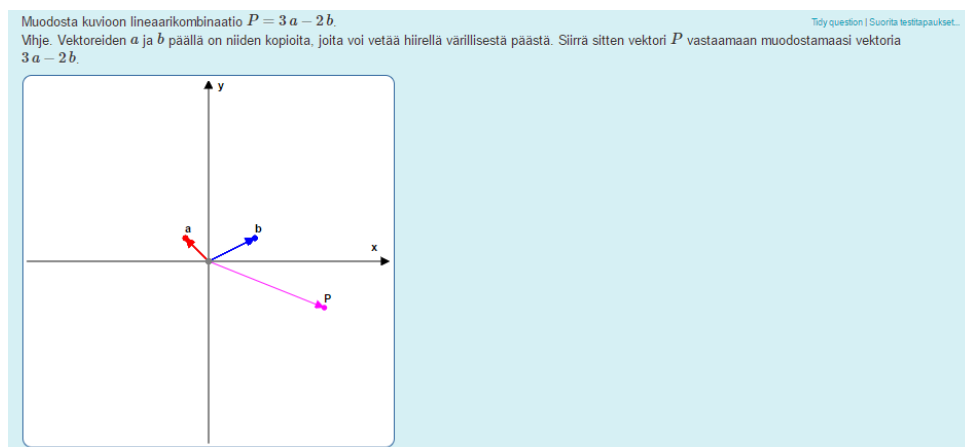 Muodosta kuvioon lineaarikombinaatio P = 3 a − 2 b.
Tidy question | Suorita testitapaukset...
Vihje. Vektoreiden a ja b päällä on niiden kopioita, joita voi vetää hiirellä värillisestä päästä. Siirrä sitten vektori P vastaamaan muodostamaasi vektoria
3 a − 2 b.
y
a
b
x
P